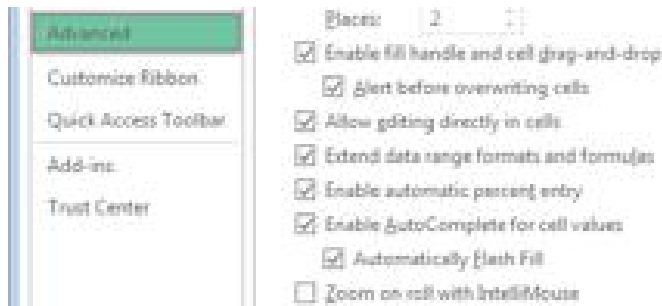 Advanced
Customize Ribbon
Quick Access Toolbar
Add-ins
Trust Center
Places: 2
Enable fill handle and cell drag-and-drop
Alert before overwriting cells
Allow editing directly in cells
Extend data range formats and formulas
Enable automatic percent entry
Enable AutoComplete for cell values
Automatically Flash Fill
Zoom on roll with IntelliMouse